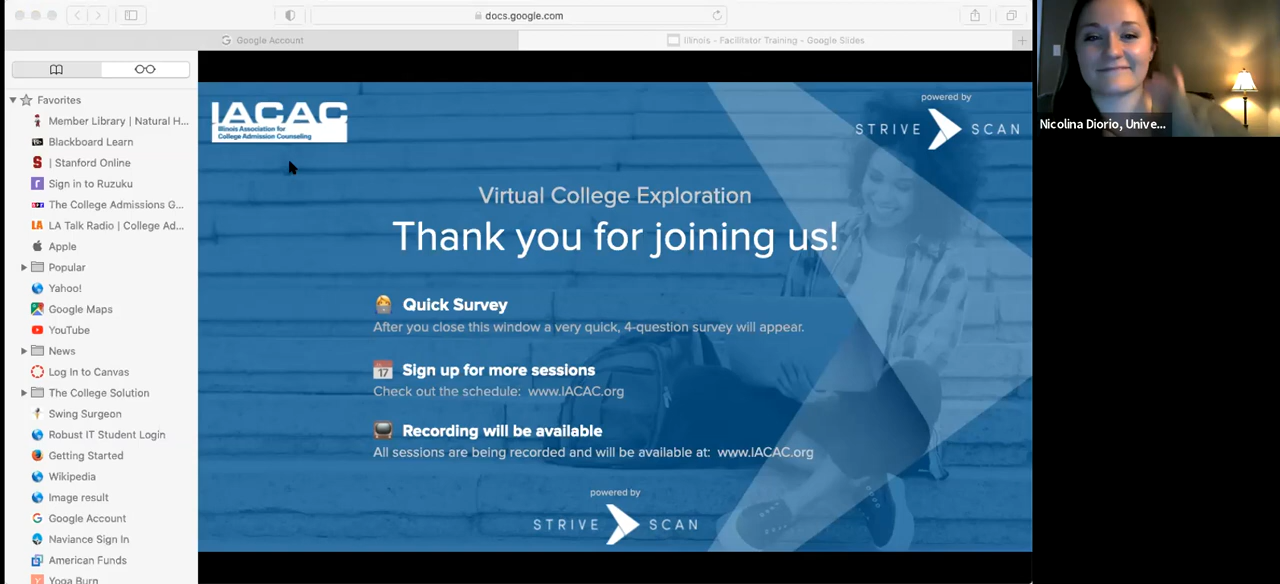 docs.google.com
Google Account
Illinois - Facilitator Training - Google Slides
Favorites
Member Library | Natural H...
Blackboard Learn
| Stanford Online
Sign in to Ruzuku
The College Admissions G...
LA Talk Radio | College Ad...
Apple
Popular
Yahoo!
Google Maps
YouTube
News
Log In to Canvas
The College Solution
Swing Surgeon
Robust IT Student Login
Getting Started
Wikipedia
Image result
Google Account
Naviance Sign In
American Funds
Yoga Burn
IACAC
Illinois Association for
College Admission Counseling
powered by
STRIVE SCAN
Virtual College Exploration
Thank you for joining us!
Quick Survey
After you close this window a very quick, 4-question survey will appear.
17
Sign up for more sessions
Check out the schedule: www.IACAC.org
Recording will be available
All sessions are being recorded and will be available at: www.IACAC.org
powered by
STRIVE SCAN
Nicolina Diorio, Unive...